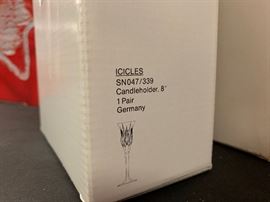 ICICLES
SN047/339
Candleholder. 8"
1 Pair
Germany